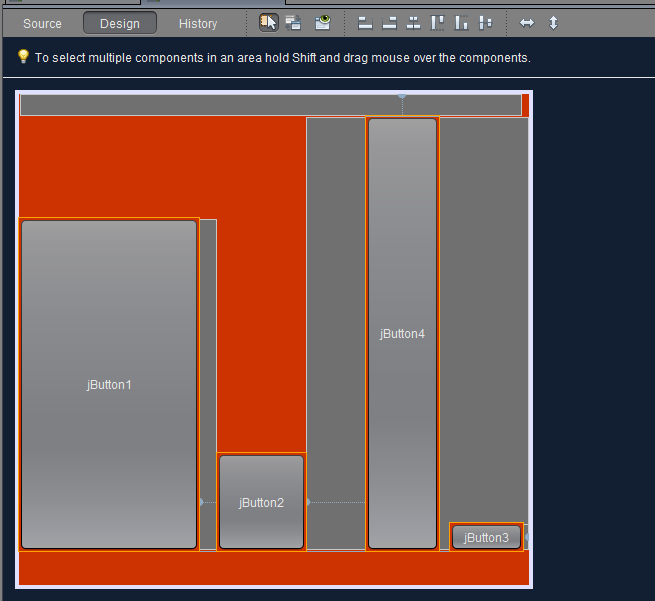 Source Design History
To select multiple components in an area hold Shift and drag mouse over the components.
jButton4
jButton1
jButton2
jButton3